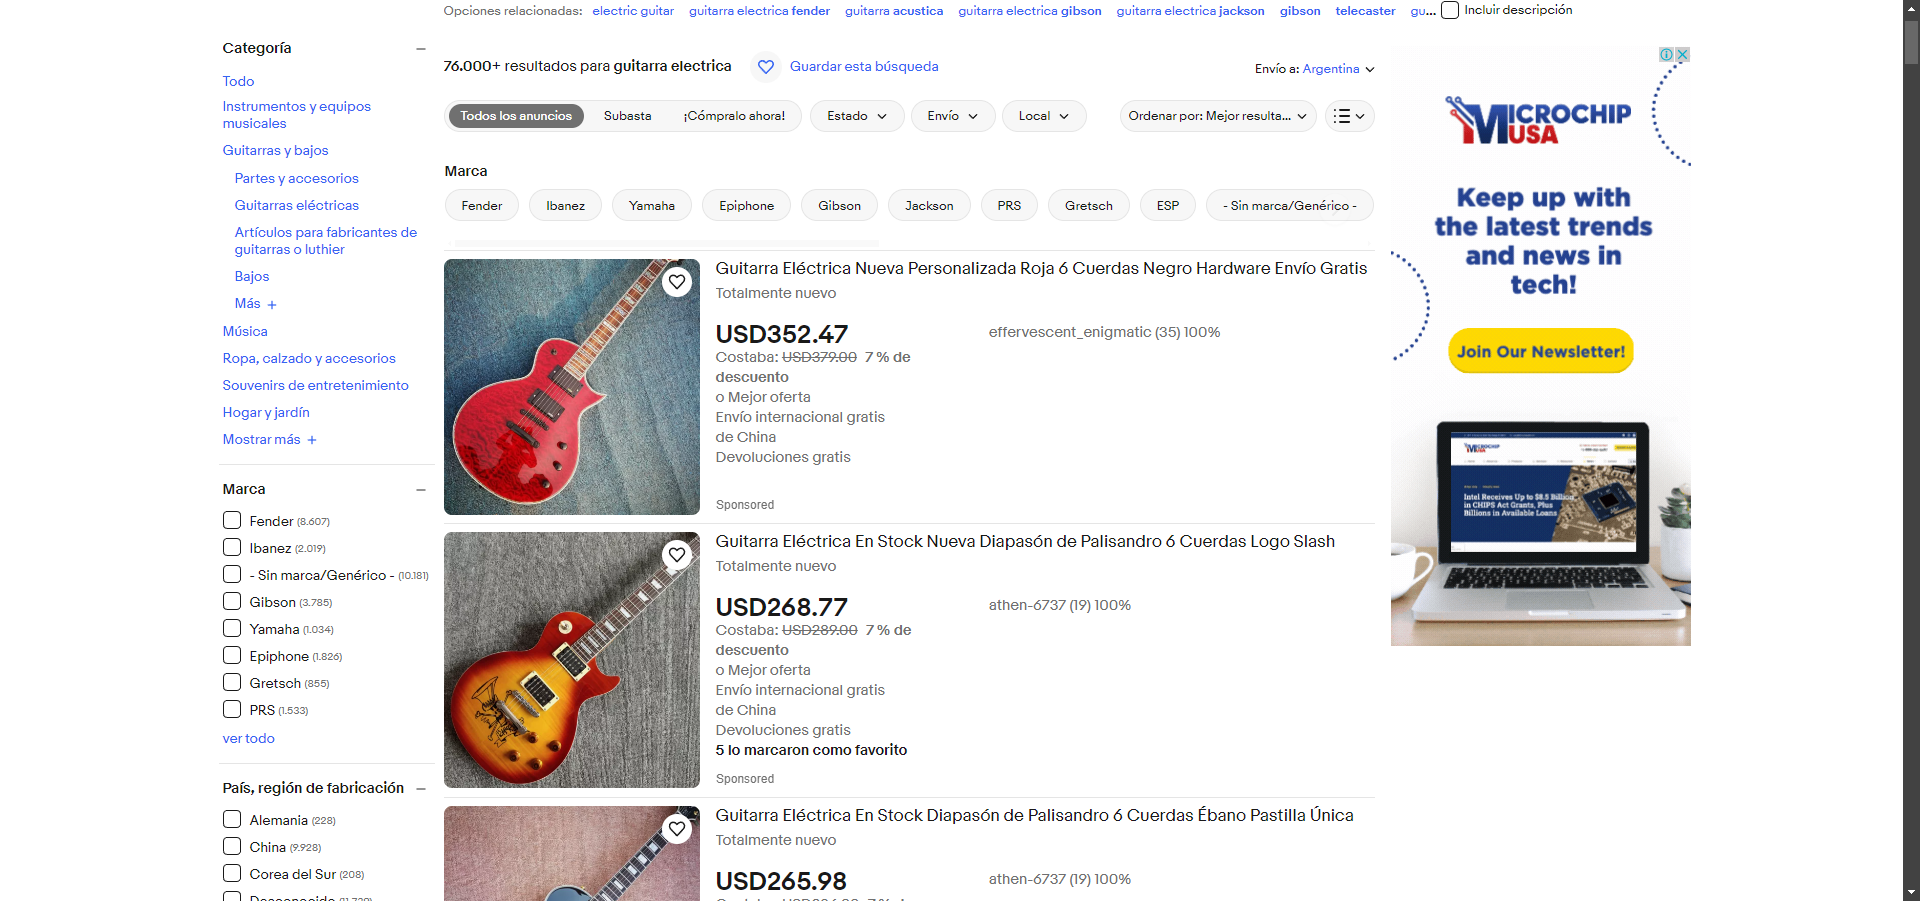 Opciones relacionadas: electric guitar guitarra electrica fender guitarra acustica guitarra electrica gibson guitarra electrica jackson gibson telecaster gu... Incluir descripción
Categoría
Todo
Instrumentos y equipos
musicales
Guitarras y bajos
Partes y accesorios
Guitarras eléctricas
Artículos para fabricantes de
guitarras o luthier
Bajos
Más +
Música
Ropa, calzado y accesorios
Souvenirs de entretenimiento
Hogar y jardín
Mostrar más +
Marca
Fender (8.607)
Ibanez (2.019)
- Sin marca/Genérico - (10.181)
Gibson (3.785)
Yamaha (1.034)
Epiphone (1.826)
Gretsch (855)
PRS (1.533)
ver todo
País, región de fabricación
Alemania (228)
China (9.928)
Corea del Sur (208)
76.000+ resultados para guitarra electrica
Guardar esta búsqueda
Envío a: Argentina
Todos los anuncios
Subasta
¡Cómpralo ahora!
Estado
Envío
Local
Ordenar por: Mejor resulta...
Marca
Fender
Ibanez
Yamaha
Epiphone
Gibson
Jackson
PRS
Gretsch
ESP
- Sin marca/Genérico -
Guitarra Eléctrica Nueva Personalizada Roja 6 Cuerdas Negro Hardware Envío Gratis
Totalmente nuevo
USD352.47
effervescent_enigmatic (35) 100%
Costaba: USD379.00 7 % de
descuento
o Mejor oferta
Envío internacional gratis
de China
Devoluciones gratis
Sponsored
Guitarra Eléctrica En Stock Nueva Diapasón de Palisandro 6 Cuerdas Logo Slash
Totalmente nuevo
USD268.77
athen-6737 (19) 100%
Costaba: USD289.00 7 % de
descuento
o Mejor oferta
Envío internacional gratis
de China
Devoluciones gratis
5 lo marcaron como favorito
Sponsored
Guitarra Eléctrica En Stock Diapasón de Palisandro 6 Cuerdas Ébano Pastilla Única
Totalmente nuevo
USD265.98
athen-6737 (19) 100%
MICROCHIP
USA
Keep up with
the latest trends
and news in
tech!
Join Our Newsletter!
MICROCHIP
USA
Intel Receives Up to $8.5 Billion
in CHIPS Act Grants, Plus
Billions in Available Loans